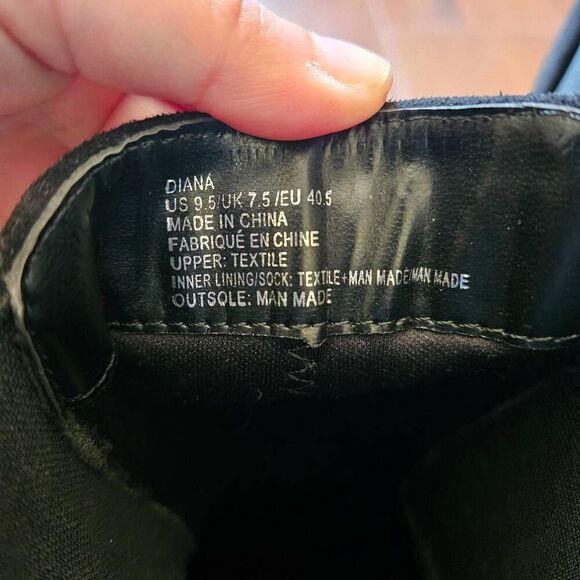 DIANA
US 9.5/UK 7.5 /EU 40.5
MADE IN CHINA
FABRIQUÉ EN CHINE
UPPER: TEXTILE
INNER LINING/SOCK: TEXTILE+MAN MADE/MAN MADE
OUTSOLE: MAN MADE